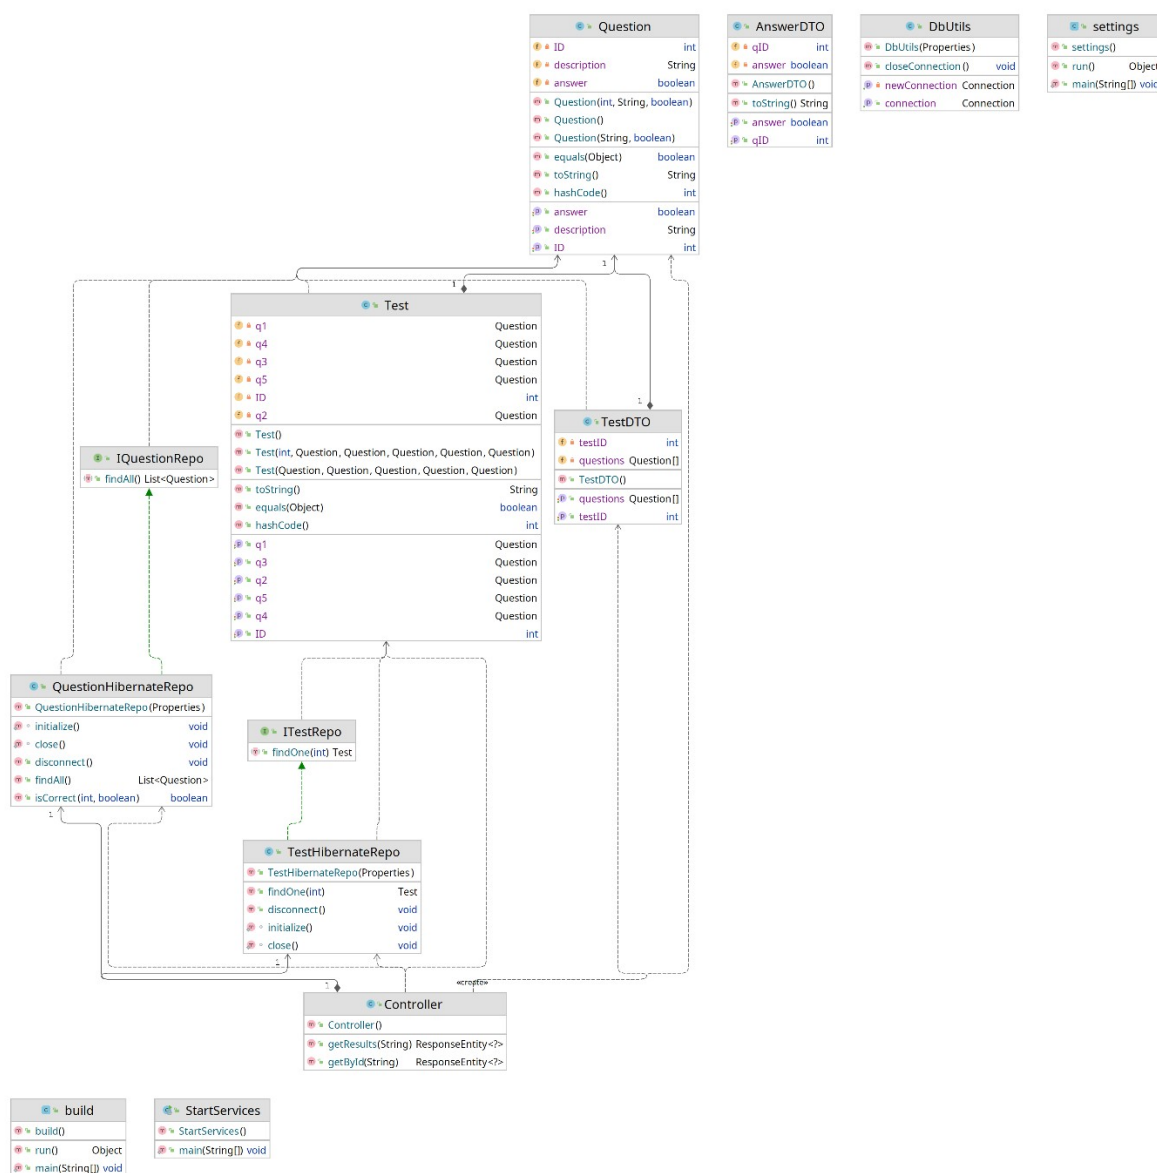 Question
ID int
description String
answer boolean
Question(int, String, boolean)
Question()
Question(String, boolean)
equals(Object) boolean
toString() String
hashCode() int
answer boolean
description String
ID int
AnswerDTO
qID int
answer boolean
AnswerDTO()
toString() String
answer boolean
qID int
DbUtils
DbUtils(Properties)
closeConnection() void
newConnection Connection
connection Connection
settings
settings()
run() Object
main(String[]) void
1
1
Test
q1 Question
q4 Question
q3 Question
q5 Question
ID int
q2 Question
Test()
Test(int, Question, Question, Question, Question, Question)
Test(Question, Question, Question, Question, Question)
toString() String
equals(Object) boolean
hashCode() int
q1 Question
q3 Question
q2 Question
q5 Question
q4 Question
ID int
1
TestDTO
testID int
questions Question[]
TestDTO()
questions Question[]
testID int
IQuestionRepo
findAll() List<Question>
QuestionHibernateRepo
QuestionHibernateRepo(Properties)
initialize() void
close() void
disconnect() void
findAll() List<Question>
isCorrect(int, boolean) boolean
1
ITestRepo
findOne(int) Test
TestHibernateRepo
TestHibernateRepo(Properties)
findOne(int) Test
disconnect() void
initialize() void
close() void
1
1
«create»
Controller
Controller()
getResults(String) ResponseEntity<?>
getById(String) ResponseEntity<?>
build
build()
run() Object
main(String[]) void
StartServices
StartServices()
main(String[]) void